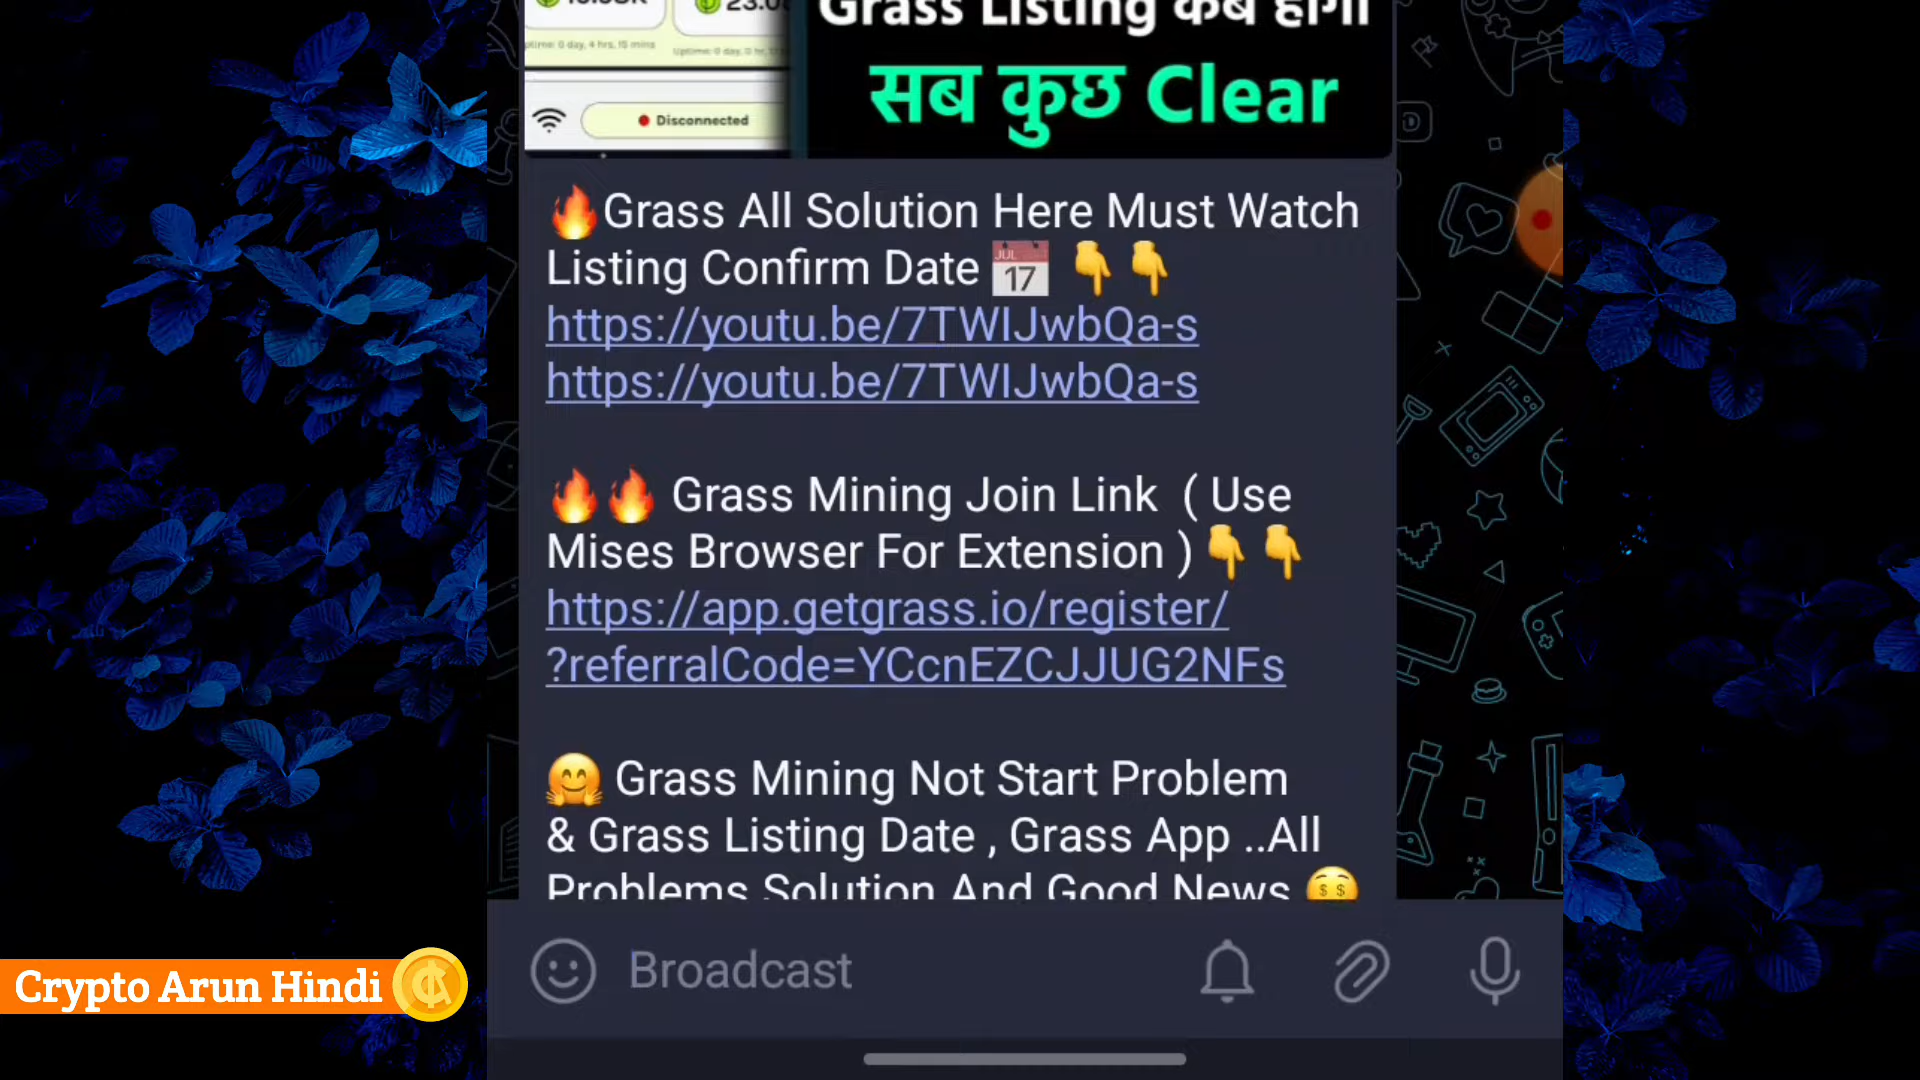 Grass Listing कब होगा
सब कुछ Clear
Disconnected
🔥Grass All Solution Here Must Watch
Listing Confirm Date 📅 👇👇
https://youtu.be/7TWIJwbQa-s
https://youtu.be/7TWIJwbQa-s
🔥🔥 Grass Mining Join Link ( Use
Mises Browser For Extension )👇👇
https://app.getgrass.io/register/
?referralCode=YCcnEZCJJUG2NFs
🤗 Grass Mining Not Start Problem
& Grass Listing Date , Grass App ..All
Problems Solution And Good News 🤑
Broadcast
Crypto Arun Hindi